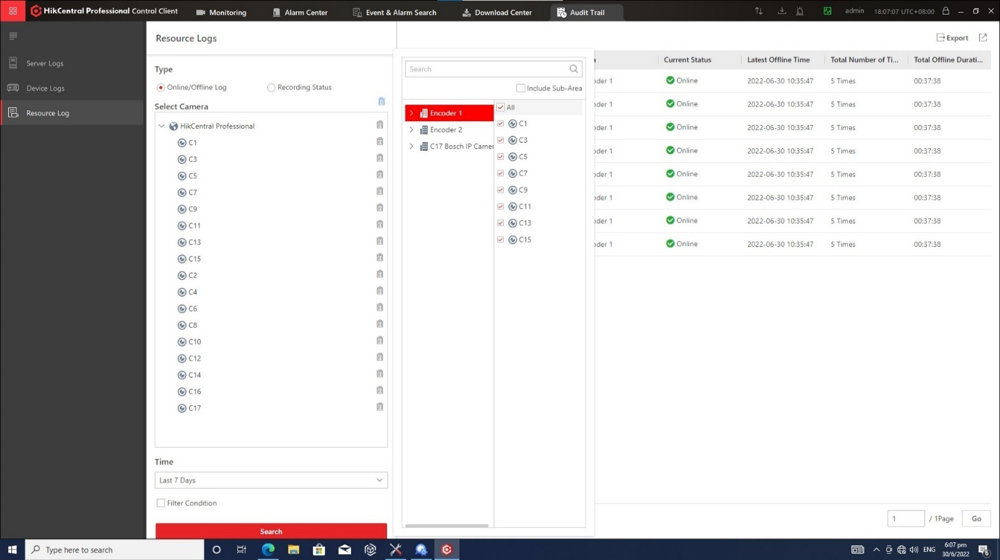 HikCentral Professional Control Client
Monitoring
Alarm Center
Event & Alarm Search
Download Center
Audit Trail
admin
18:07:07 UTC+08:00
Server Logs
Device Logs
Resource Log
Resource Logs
Type
Online/Offline Log
Recording Status
Select Camera
HikCentral Professional
C1
C3
C5
C7
C9
C11
C13
C15
C2
C4
C6
C8
C10
C12
C14
C16
C17
Time
Last 7 Days
Filter Condition
Search
Search
Include Sub-Area
Encoder 1
Encoder 2
C17 Bosch IP Camer
All
C1
C3
C5
C7
C9
C11
C13
C15
Export
Current Status Latest Offline Time Total Number of Ti... Total Offline Durati...
oder 1 Online 2022-06-30 10:35:47 5 Times 00:37:38
oder 1 Online 2022-06-30 10:35:47 5 Times 00:37:38
oder 1 Online 2022-06-30 10:35:47 5 Times 00:37:38
oder 1 Online 2022-06-30 10:35:47 5 Times 00:37:38
oder 1 Online 2022-06-30 10:35:47 5 Times 00:37:38
oder 1 Online 2022-06-30 10:35:47 5 Times 00:37:38
oder 1 Online 2022-06-30 10:35:47 5 Times 00:37:38
oder 1 Online 2022-06-30 10:35:47 5 Times 00:37:38
1 / 1Page Go
Type here to search
ENG
6:07 pm
30/6/2022
6